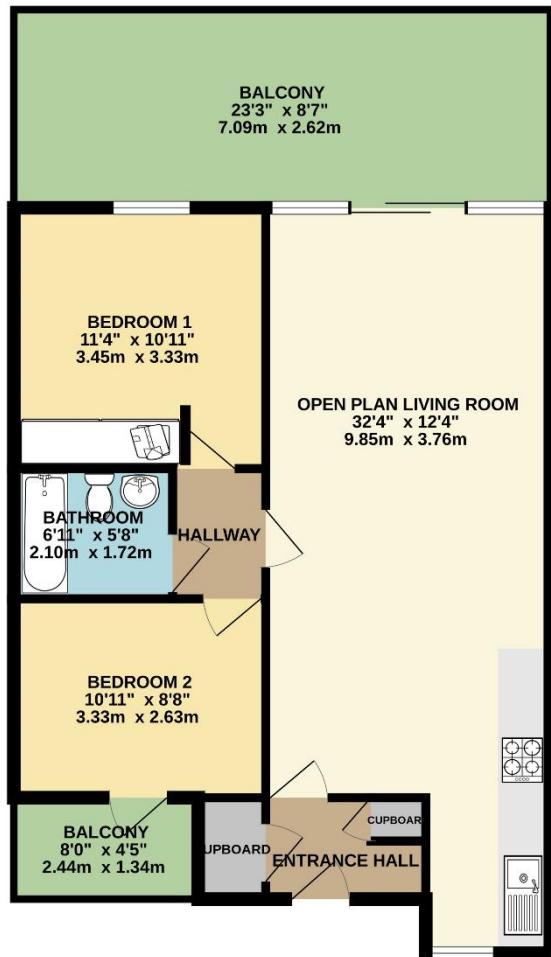 BALCONY
23'3" x 8'7"
7.09m x 2.62m
BEDROOM 1
11'4" x 10'11"
3.45m x 3.33m
OPEN PLAN LIVING ROOM
32'4" x 12'4"
9.85m x 3.76m
BATHROOM
6'11" x 5'8"
2.10m x 1.72m
HALLWAY
BEDROOM 2
10'11" x 8'8"
3.33m x 2.63m
BALCONY
8'0" x 4'5"
2.44m x 1.34m
UPBOARD
CUPBOAR
ENTRANCE HALL